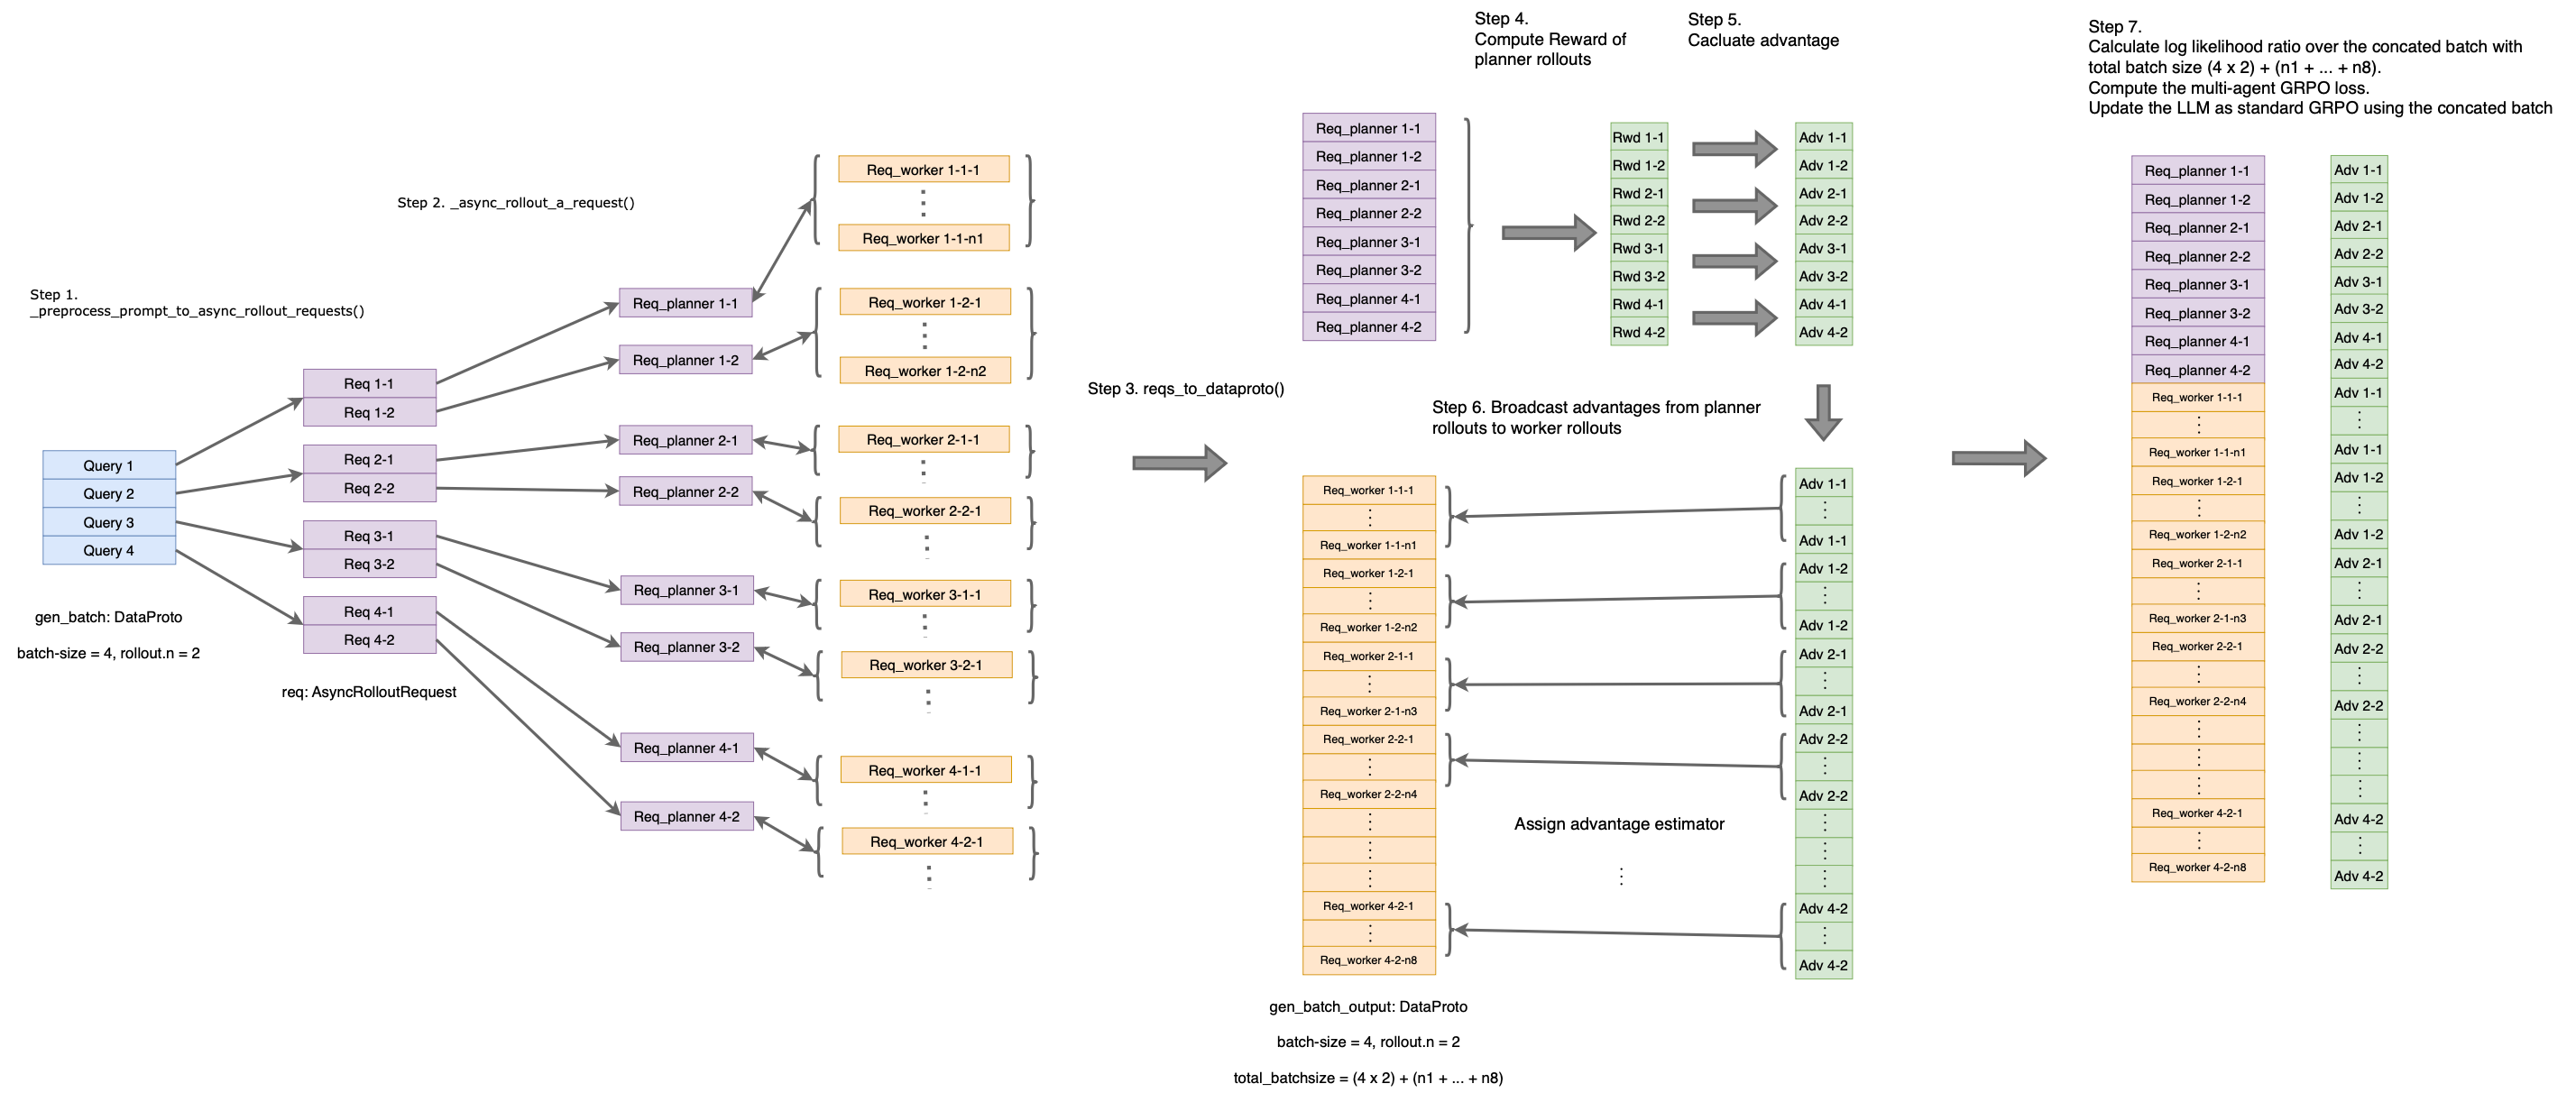 Step 1.
_preprocess_prompt_to_async_rollout_requests()
Query 1
Query 2
Query 3
Query 4
gen_batch: DataProto
batch-size = 4, rollout.n = 2
Req 1-1
Req 1-2
Req 2-1
Req 2-2
Req 3-1
Req 3-2
Req 4-1
Req 4-2
req: AsyncRolloutRequest
Step 2. _async_rollout_a_request()
Req_planner 1-1
Req_planner 1-2
Req_planner 2-1
Req_planner 2-2
Req_planner 3-1
Req_planner 3-2
Req_planner 4-1
Req_planner 4-2
Req_worker 1-1-1
⋮
Req_worker 1-1-n1
Req_worker 1-2-1
⋮
Req_worker 1-2-n2
Req_worker 2-1-1
⋮
Req_worker 2-2-1
⋮
Req_worker 3-1-1
⋮
Req_worker 3-2-1
⋮
Req_worker 4-1-1
⋮
Req_worker 4-2-1
⋮
Step 3. reqs_to_dataproto()
Step 4.
Compute Reward of
planner rollouts
Req_planner 1-1
Req_planner 1-2
Req_planner 2-1
Req_planner 2-2
Req_planner 3-1
Req_planner 3-2
Req_planner 4-1
Req_planner 4-2
Rwd 1-1
Rwd 1-2
Rwd 2-1
Rwd 2-2
Rwd 3-1
Rwd 3-2
Rwd 4-1
Rwd 4-2
Step 5.
Cacluate advantage
Adv 1-1
Adv 1-2
Adv 2-1
Adv 2-2
Adv 3-1
Adv 3-2
Adv 4-1
Adv 4-2
Step 6. Broadcast advantages from planner
rollouts to worker rollouts
Req_worker 1-1-1
⋮
Req_worker 1-1-n1
Req_worker 1-2-1
⋮
Req_worker 1-2-n2
Req_worker 2-1-1
⋮
Req_worker 2-1-n3
Req_worker 2-2-1
⋮
Req_worker 2-2-n4
⋮
⋮
⋮
Req_worker 4-2-1
⋮
Req_worker 4-2-n8
Assign advantage estimator
⋮
Adv 1-1
⋮
Adv 1-1
Adv 1-2
⋮
Adv 1-2
Adv 2-1
⋮
Adv 2-1
Adv 2-2
⋮
Adv 2-2
⋮
⋮
⋮
Adv 4-2
⋮
Adv 4-2
gen_batch_output: DataProto
batch-size = 4, rollout.n = 2
total_batchsize = (4 x 2) + (n1 + ... + n8)
Step 7.
Calculate log likelihood ratio over the concated batch with
total batch size (4 x 2) + (n1 + ... + n8).
Compute the multi-agent GRPO loss.
Update the LLM as standard GRPO using the concated batch
Req_planner 1-1
Req_planner 1-2
Req_planner 2-1
Req_planner 2-2
Req_planner 3-1
Req_planner 3-2
Req_planner 4-1
Req_planner 4-2
Req_worker 1-1-1
⋮
Req_worker 1-1-n1
Req_worker 1-2-1
⋮
Req_worker 1-2-n2
Req_worker 2-1-1
⋮
Req_worker 2-1-n3
Req_worker 2-2-1
⋮
Req_worker 2-2-n4
⋮
⋮
⋮
Req_worker 4-2-1
⋮
Req_worker 4-2-n8
Adv 1-1
Adv 1-2
Adv 2-1
Adv 2-2
Adv 3-1
Adv 3-2
Adv 4-1
Adv 4-2
Adv 1-1
⋮
Adv 1-1
Adv 1-2
⋮
Adv 1-2
Adv 2-1
⋮
Adv 2-1
Adv 2-2
⋮
Adv 2-2
⋮
⋮
⋮
Adv 4-2
⋮
Adv 4-2